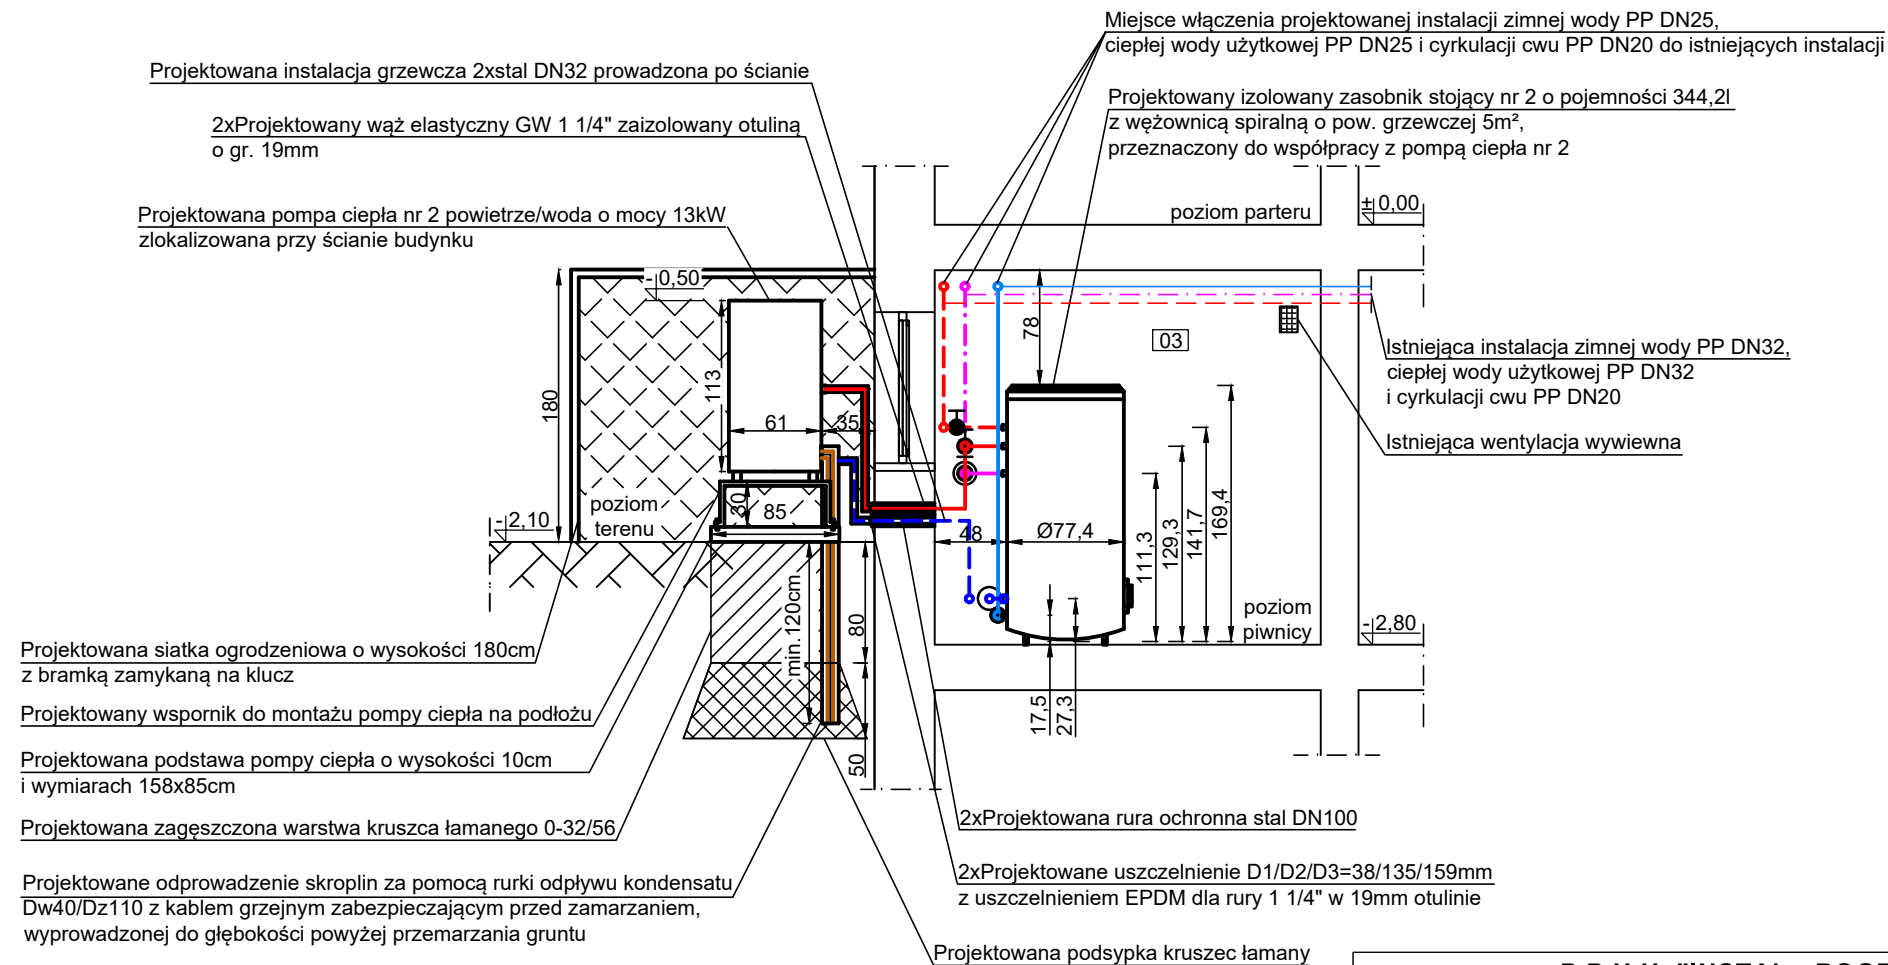 Miejsce włączenia projektowanej instalacji zimnej wody PP DN25,
ciepłej wody użytkowej PP DN25 i cyrkulacji cwu PP DN20 do istniejących instalacji
Projektowana instalacja grzewcza 2xstal DN32 prowadzona po ścianie
Projektowany izolowany zasobnik stojący nr 2 o pojemności 344,2l
z wężownicą spiralną o pow. grzewczej 5m²,
przeznaczony do współpracy z pompą ciepła nr 2
2xProjektowany wąż elastyczny GW 1 1/4" zaizolowany otuliną
o gr. 19mm
Projektowana pompa ciepła nr 2 powietrze/woda o mocy 13kW
zlokalizowana przy ścianie budynku
poziom parteru
±0,00
-0,50
180
113
61
35
30
85
poziom
terenu
-2,10
78
03
Istniejąca instalacja zimnej wody PP DN32,
ciepłej wody użytkowej PP DN32
i cyrkulacji cwu PP DN20
Istniejąca wentylacja wywiewna
48
Ø77,4
111,3
129,3
141,7
169,4
poziom
piwnicy
-2,80
min.120cm
80
50
17,5
27,3
Projektowana siatka ogrodzeniowa o wysokości 180cm
z bramką zamykaną na klucz
Projektowany wspornik do montażu pompy ciepła na podłożu
Projektowana podstawa pompy ciepła o wysokości 10cm
i wymiarach 158x85cm
Projektowana zagęszczona warstwa kruszca łamanego 0-32/56
Projektowane odprowadzenie skroplin za pomocą rurki odpływu kondensatu
Dw40/Dz110 z kablem grzejnym zabezpieczającym przed zamarzaniem,
wyprowadzonej do głębokości powyżej przemarzania gruntu
2xProjektowana rura ochronna stal DN100
2xProjektowane uszczelnienie D1/D2/D3=38/135/159mm
z uszczelnieniem EPDM dla rury 1 1/4" w 19mm otulinie
Projektowana podsypka kruszec łamany